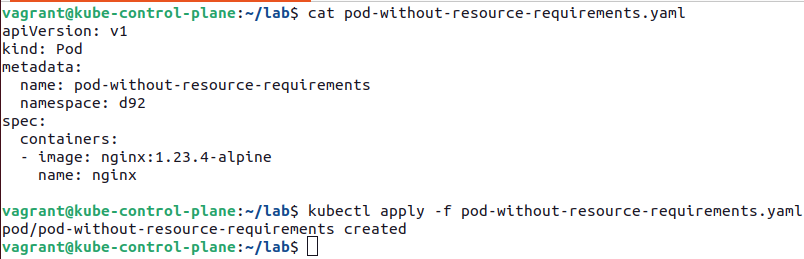 vagrant@kube-control-plane:~/lab$ cat pod-without-resource-requirements.yaml
apiVersion: v1
kind: Pod
metadata:
  name: pod-without-resource-requirements
  namespace: d92
spec:
  containers:
  - image: nginx:1.23.4-alpine
    name: nginx

vagrant@kube-control-plane:~/lab$ kubectl apply -f pod-without-resource-requirements.yaml
pod/pod-without-resource-requirements created
vagrant@kube-control-plane:~/lab$